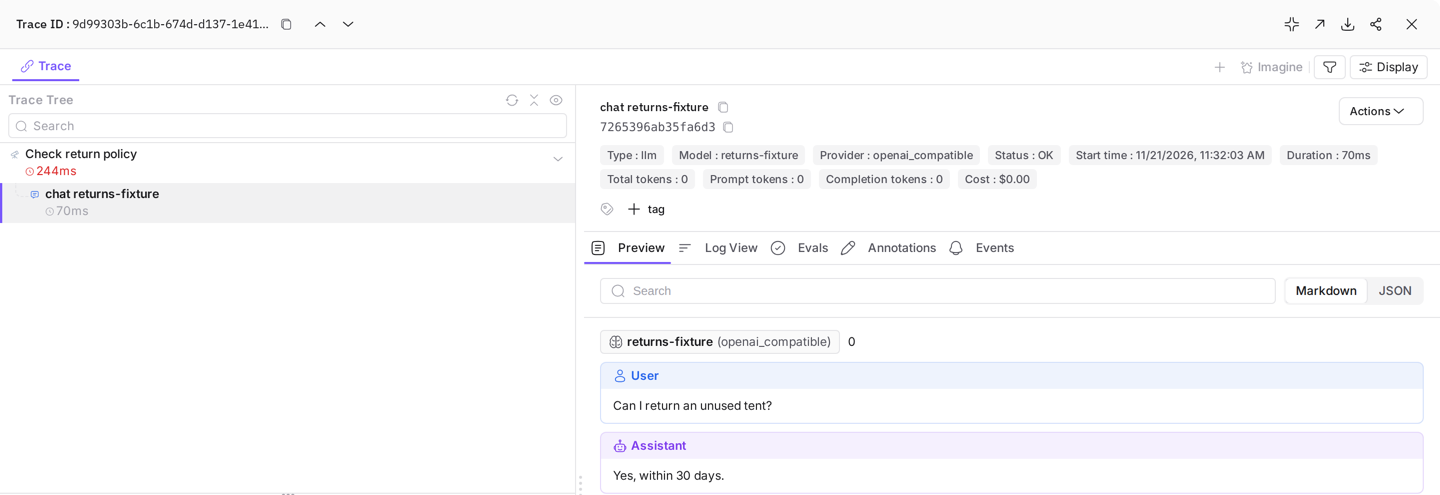 Trace ID : 9d99303b-6c1b-674d-d137-1e41...
Trace
Imagine
Display
Trace Tree
Search
Check return policy
244ms
chat returns-fixture
70ms
chat returns-fixture
7265396ab35fa6d3
Actions
Type : llm
Model : returns-fixture
Provider : openai_compatible
Status : OK
Start time : 11/21/2026, 11:32:03 AM
Duration : 70ms
Total tokens : 0
Prompt tokens : 0
Completion tokens : 0
Cost : $0.00
+ tag
Preview
Log View
Evals
Annotations
Events
Search
Markdown
JSON
returns-fixture (openai_compatible) 0
User
Can I return an unused tent?
Assistant
Yes, within 30 days.